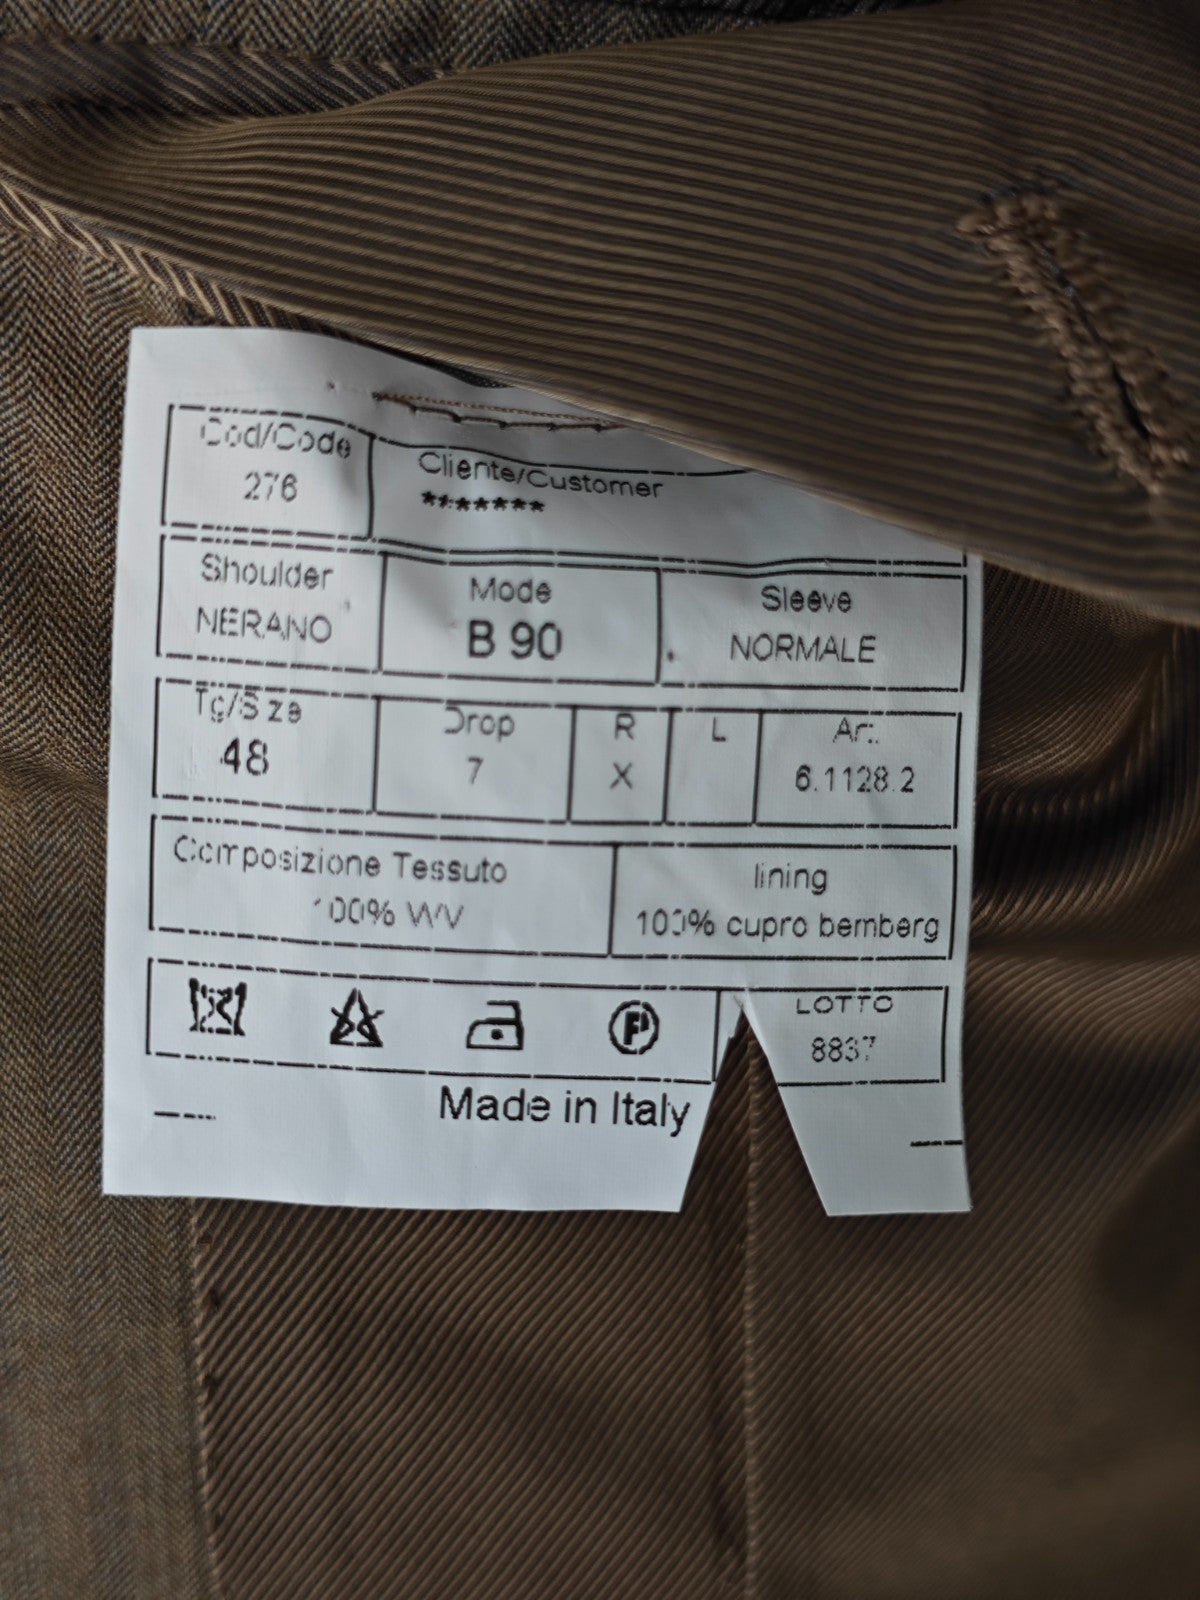 Cod/Code
276
Cliente/Customer
*******
Shoulder
NERANO
Mode
B 90
Sleeve
NORMALE
Tg/Size
48
Drop
7
R
X
L
Art.
6.1128.2
Composizione Tessuto
100% WV
lining
100% cupro bemberg
F
LOTTO
8837
Made in Italy